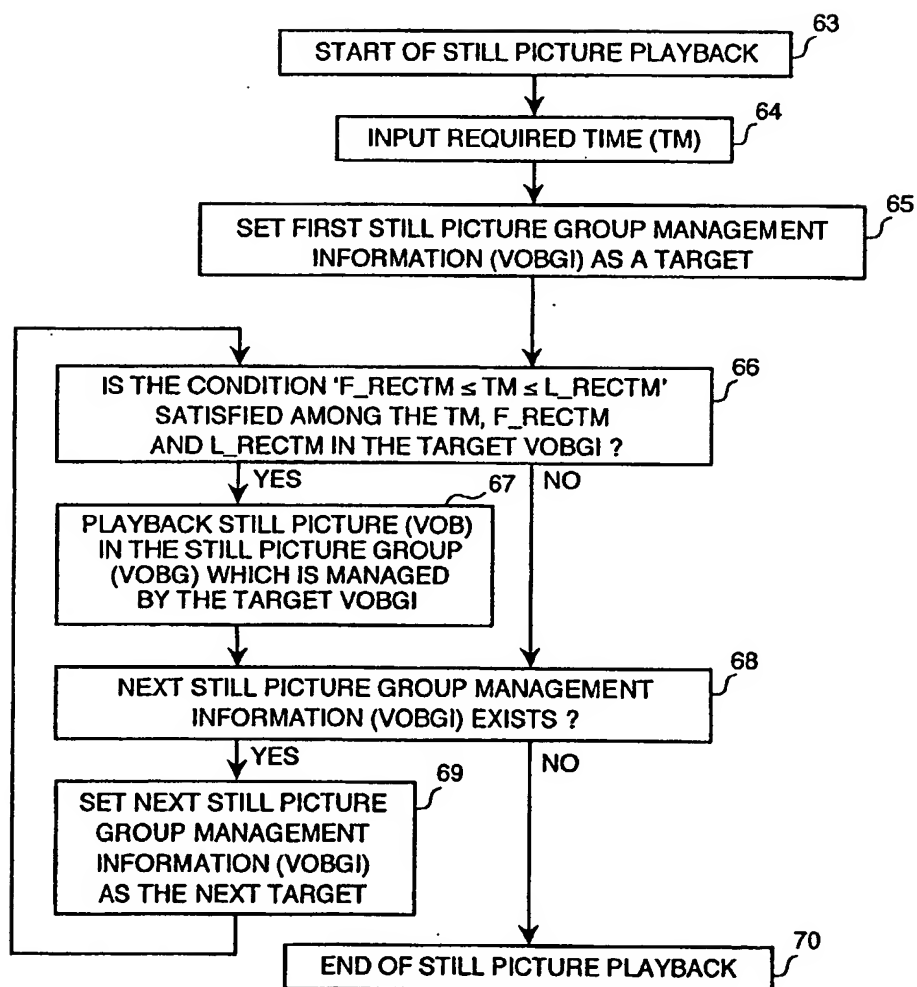 63
START OF STILL PICTURE PLAYBACK
64
INPUT REQUIRED TIME (TM)
65
SET FIRST STILL PICTURE GROUP MANAGEMENT
INFORMATION (VOBGI) AS A TARGET
66
IS THE CONDITION 'F_RECTM ≤ TM ≤ L_RECTM'
SATISFIED AMONG THE TM, F_RECTM
AND L_RECTM IN THE TARGET VOBGI ?
YES
NO
67
PLAYBACK STILL PICTURE (VOB)
IN THE STILL PICTURE GROUP
(VOBG) WHICH IS MANAGED
BY THE TARGET VOBGI
68
NEXT STILL PICTURE GROUP MANAGEMENT
INFORMATION (VOBGI) EXISTS ?
YES
NO
69
SET NEXT STILL PICTURE
GROUP MANAGEMENT
INFORMATION (VOBGI)
AS THE NEXT TARGET
70
END OF STILL PICTURE PLAYBACK